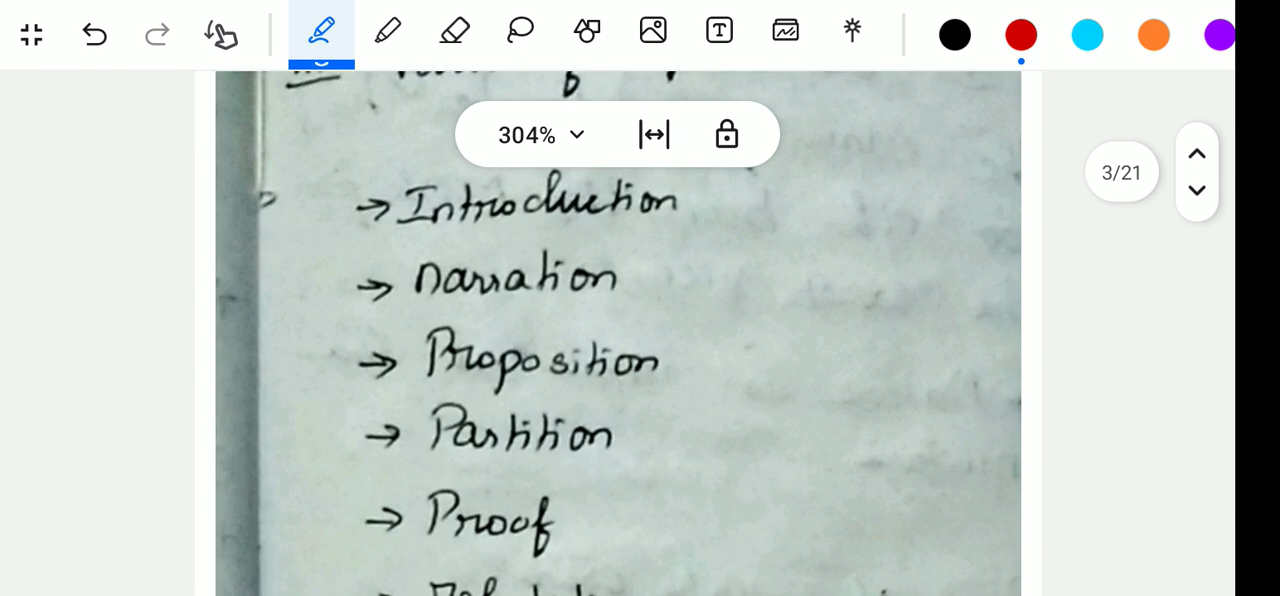 304%
3/21
→ Introduction
→ Narration
→ Proposition
→ Partition
→ Proof